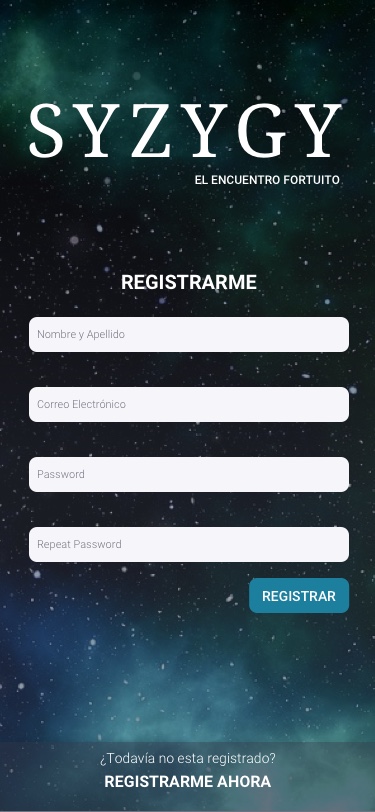 SYZYGY
EL ENCUENTRO FORTUITO
REGISTRARME
Nombre y Apellido
Correo Electrónico
Password
Repeat Password
REGISTRAR
¿Todavía no esta registrado?
REGISTRARME AHORA